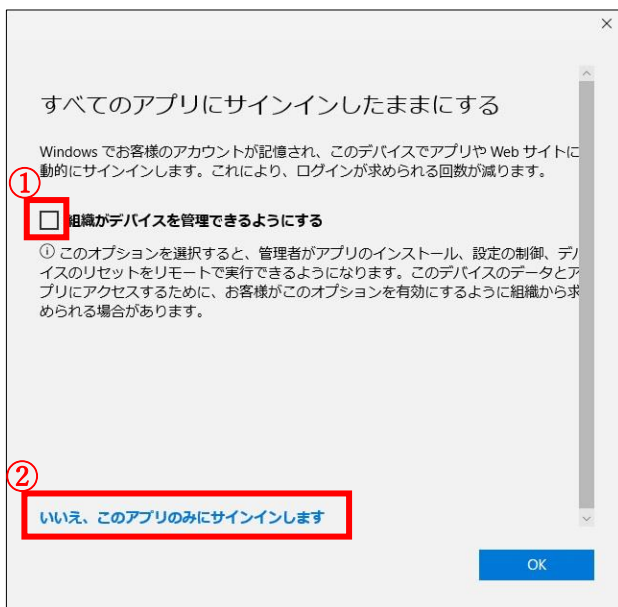 すべてのアプリにサインインしたままにする
Windows でお客様のアカウントが記憶され、このデバイスでアプリや Web サイトに
動的にサインインします。これにより、ログインが求められる回数が減ります。
①
組織がデバイスを管理できるようにする
ⓘ このオプションを選択すると、管理者がアプリのインストール、設定の制御、デバ
イスのリセットをリモートで実行できるようになります。このデバイスのデータとア
プリにアクセスするために、お客様がこのオプションを有効にするように組織から求
められる場合があります。
②
いいえ、このアプリのみにサインインします
OK